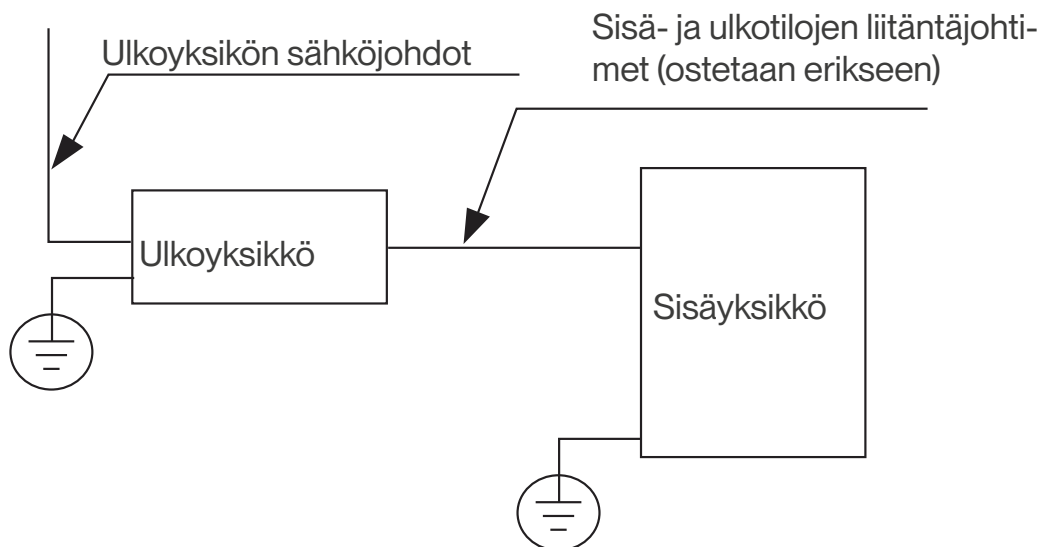 Ulkoyksikön sähköjohdot
Sisä- ja ulkotilojen liitäntäjohti-
met (ostetaan erikseen)
Ulkoyksikkö
Sisäyksikkö